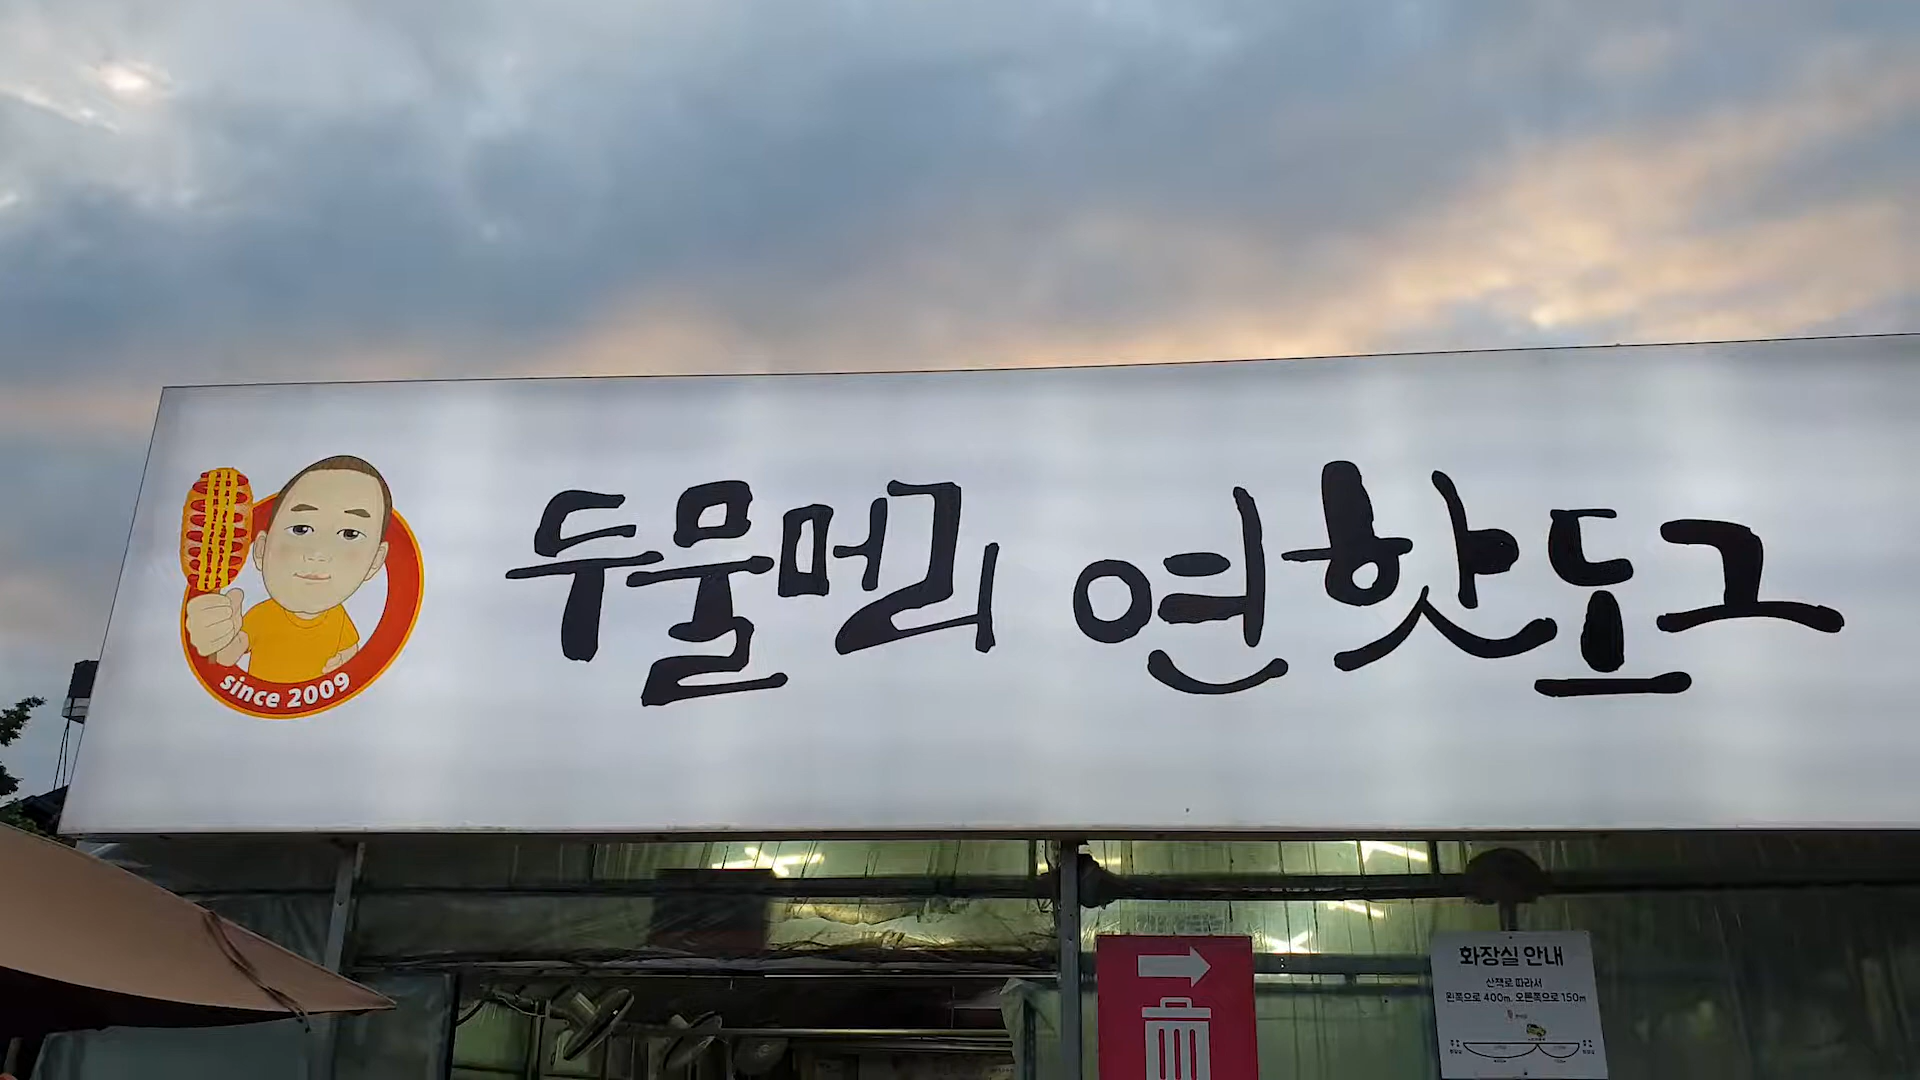 since 2009
두물머리 연핫도그
화장실 안내
산책로 따라서
왼쪽으로 400m, 오른쪽으로 150m